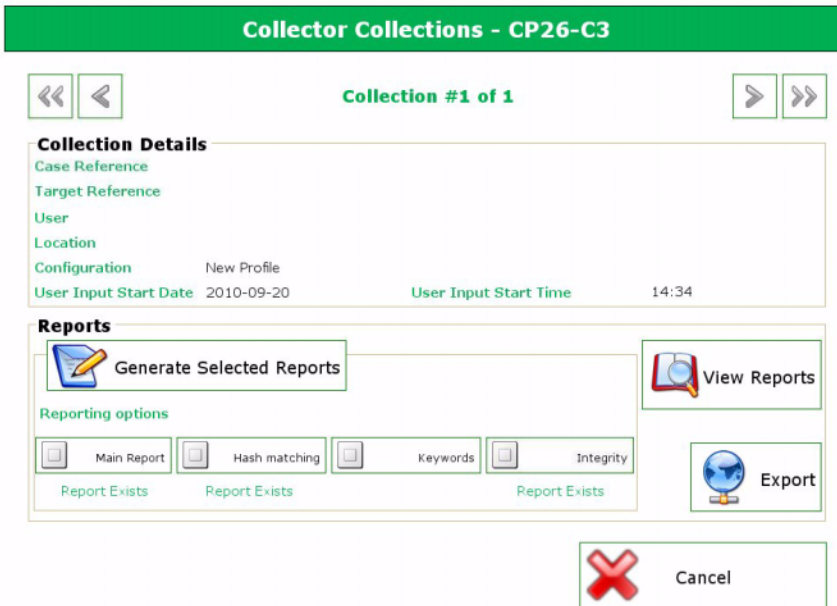 Collector Collections - CP26-C3
Collection #1 of 1
Collection Details
Case Reference
Target Reference
User
Location
Configuration New Profile
User Input Start Date 2010-09-20 User Input Start Time 14:34
Reports
Generate Selected Reports
View Reports
Reporting options
Main Report Hash matching Keywords Integrity
Report Exists Report Exists Report Exists
Export
Cancel